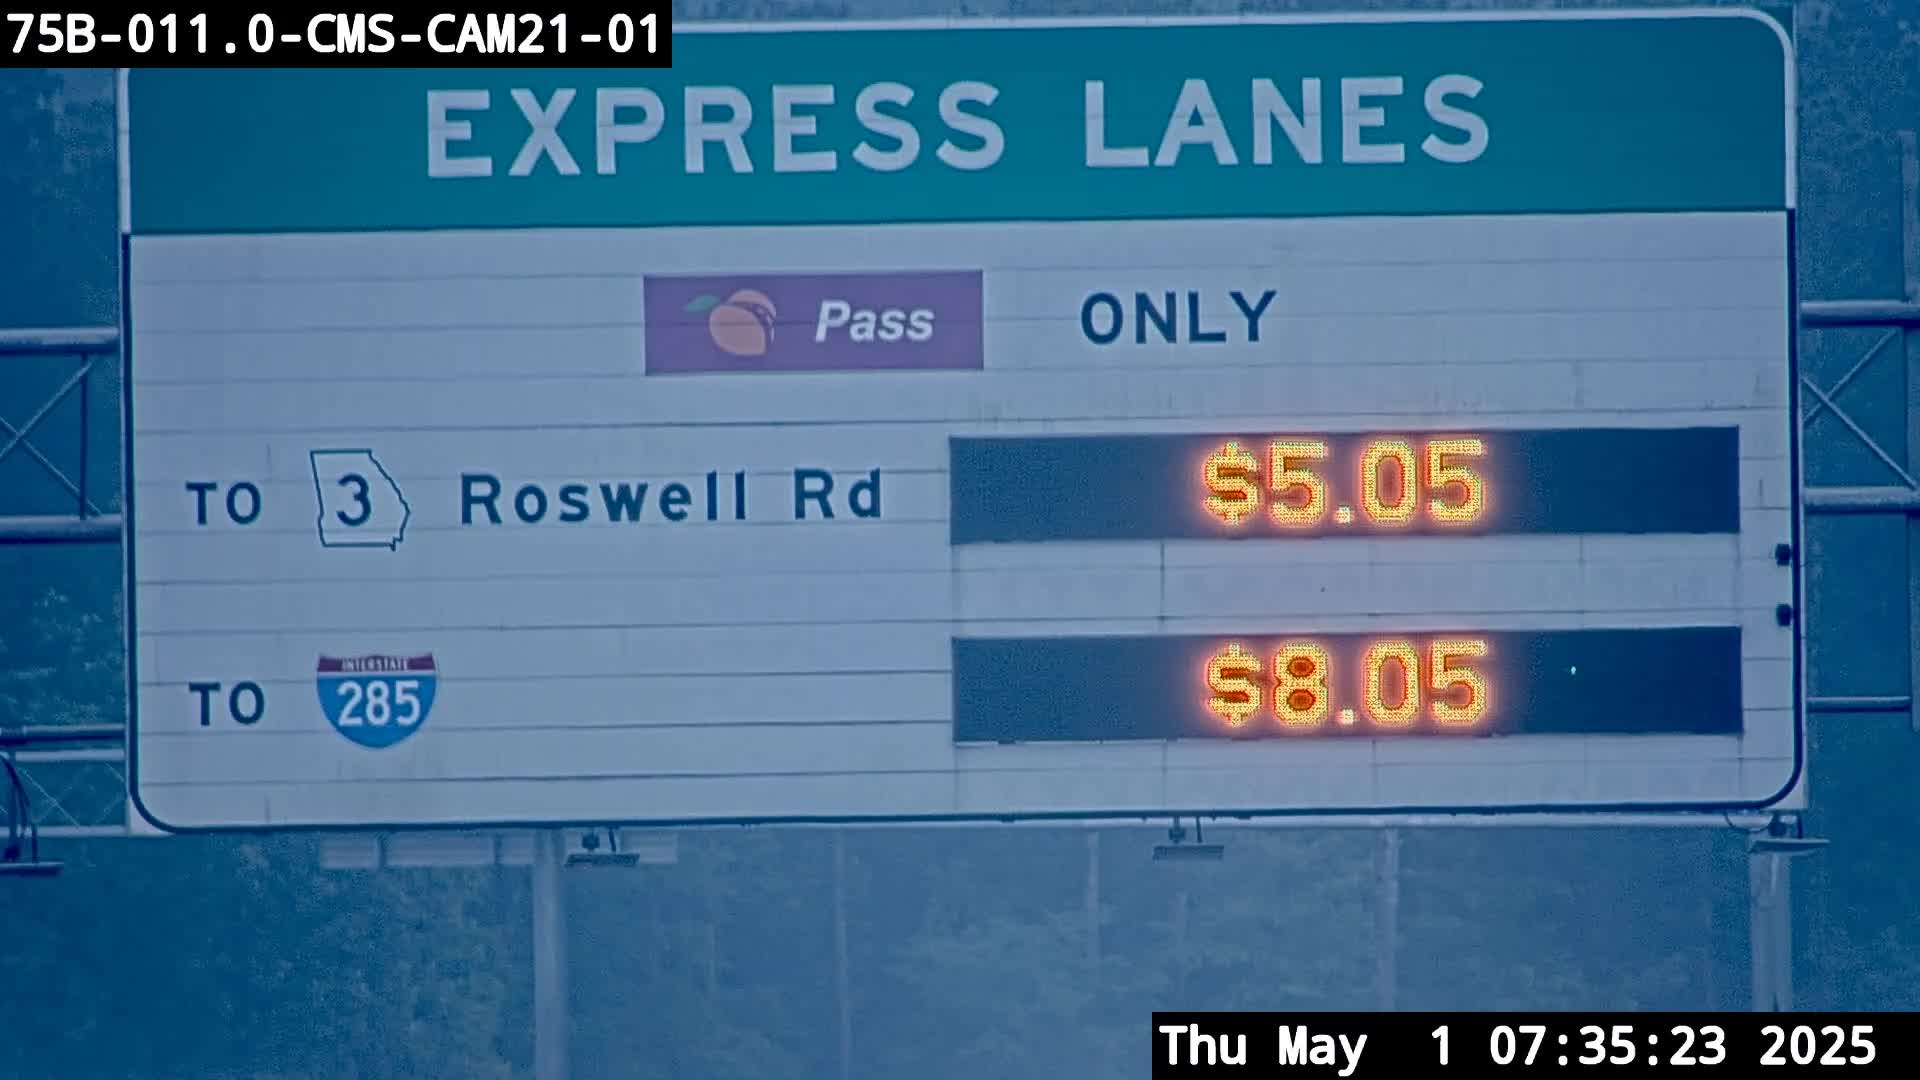 75B-011.0-CMS-CAM21-01
EXPRESS LANES
Pass ONLY
TO 3 Roswell Rd $5.05
INTERSTATE
TO 285 $8.05
Thu May 1 07:35:23 2025